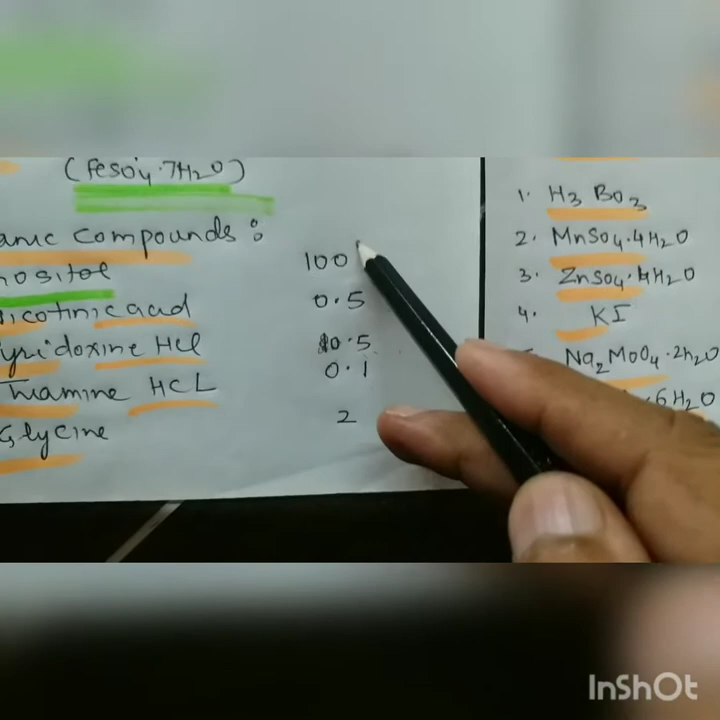 (FeSO4·7H2O)
anic compounds:
nositol 100
icotinic acid 0.5
yridoxine HCl 0.5
Thiamine HCL 0.1
Glycine 2
1. H3 BO3
2. MnSO4·4H2O
3. ZnSO4·4H2O
4. KI
Na2MoO4·2H2O
·6H2O
InShOt